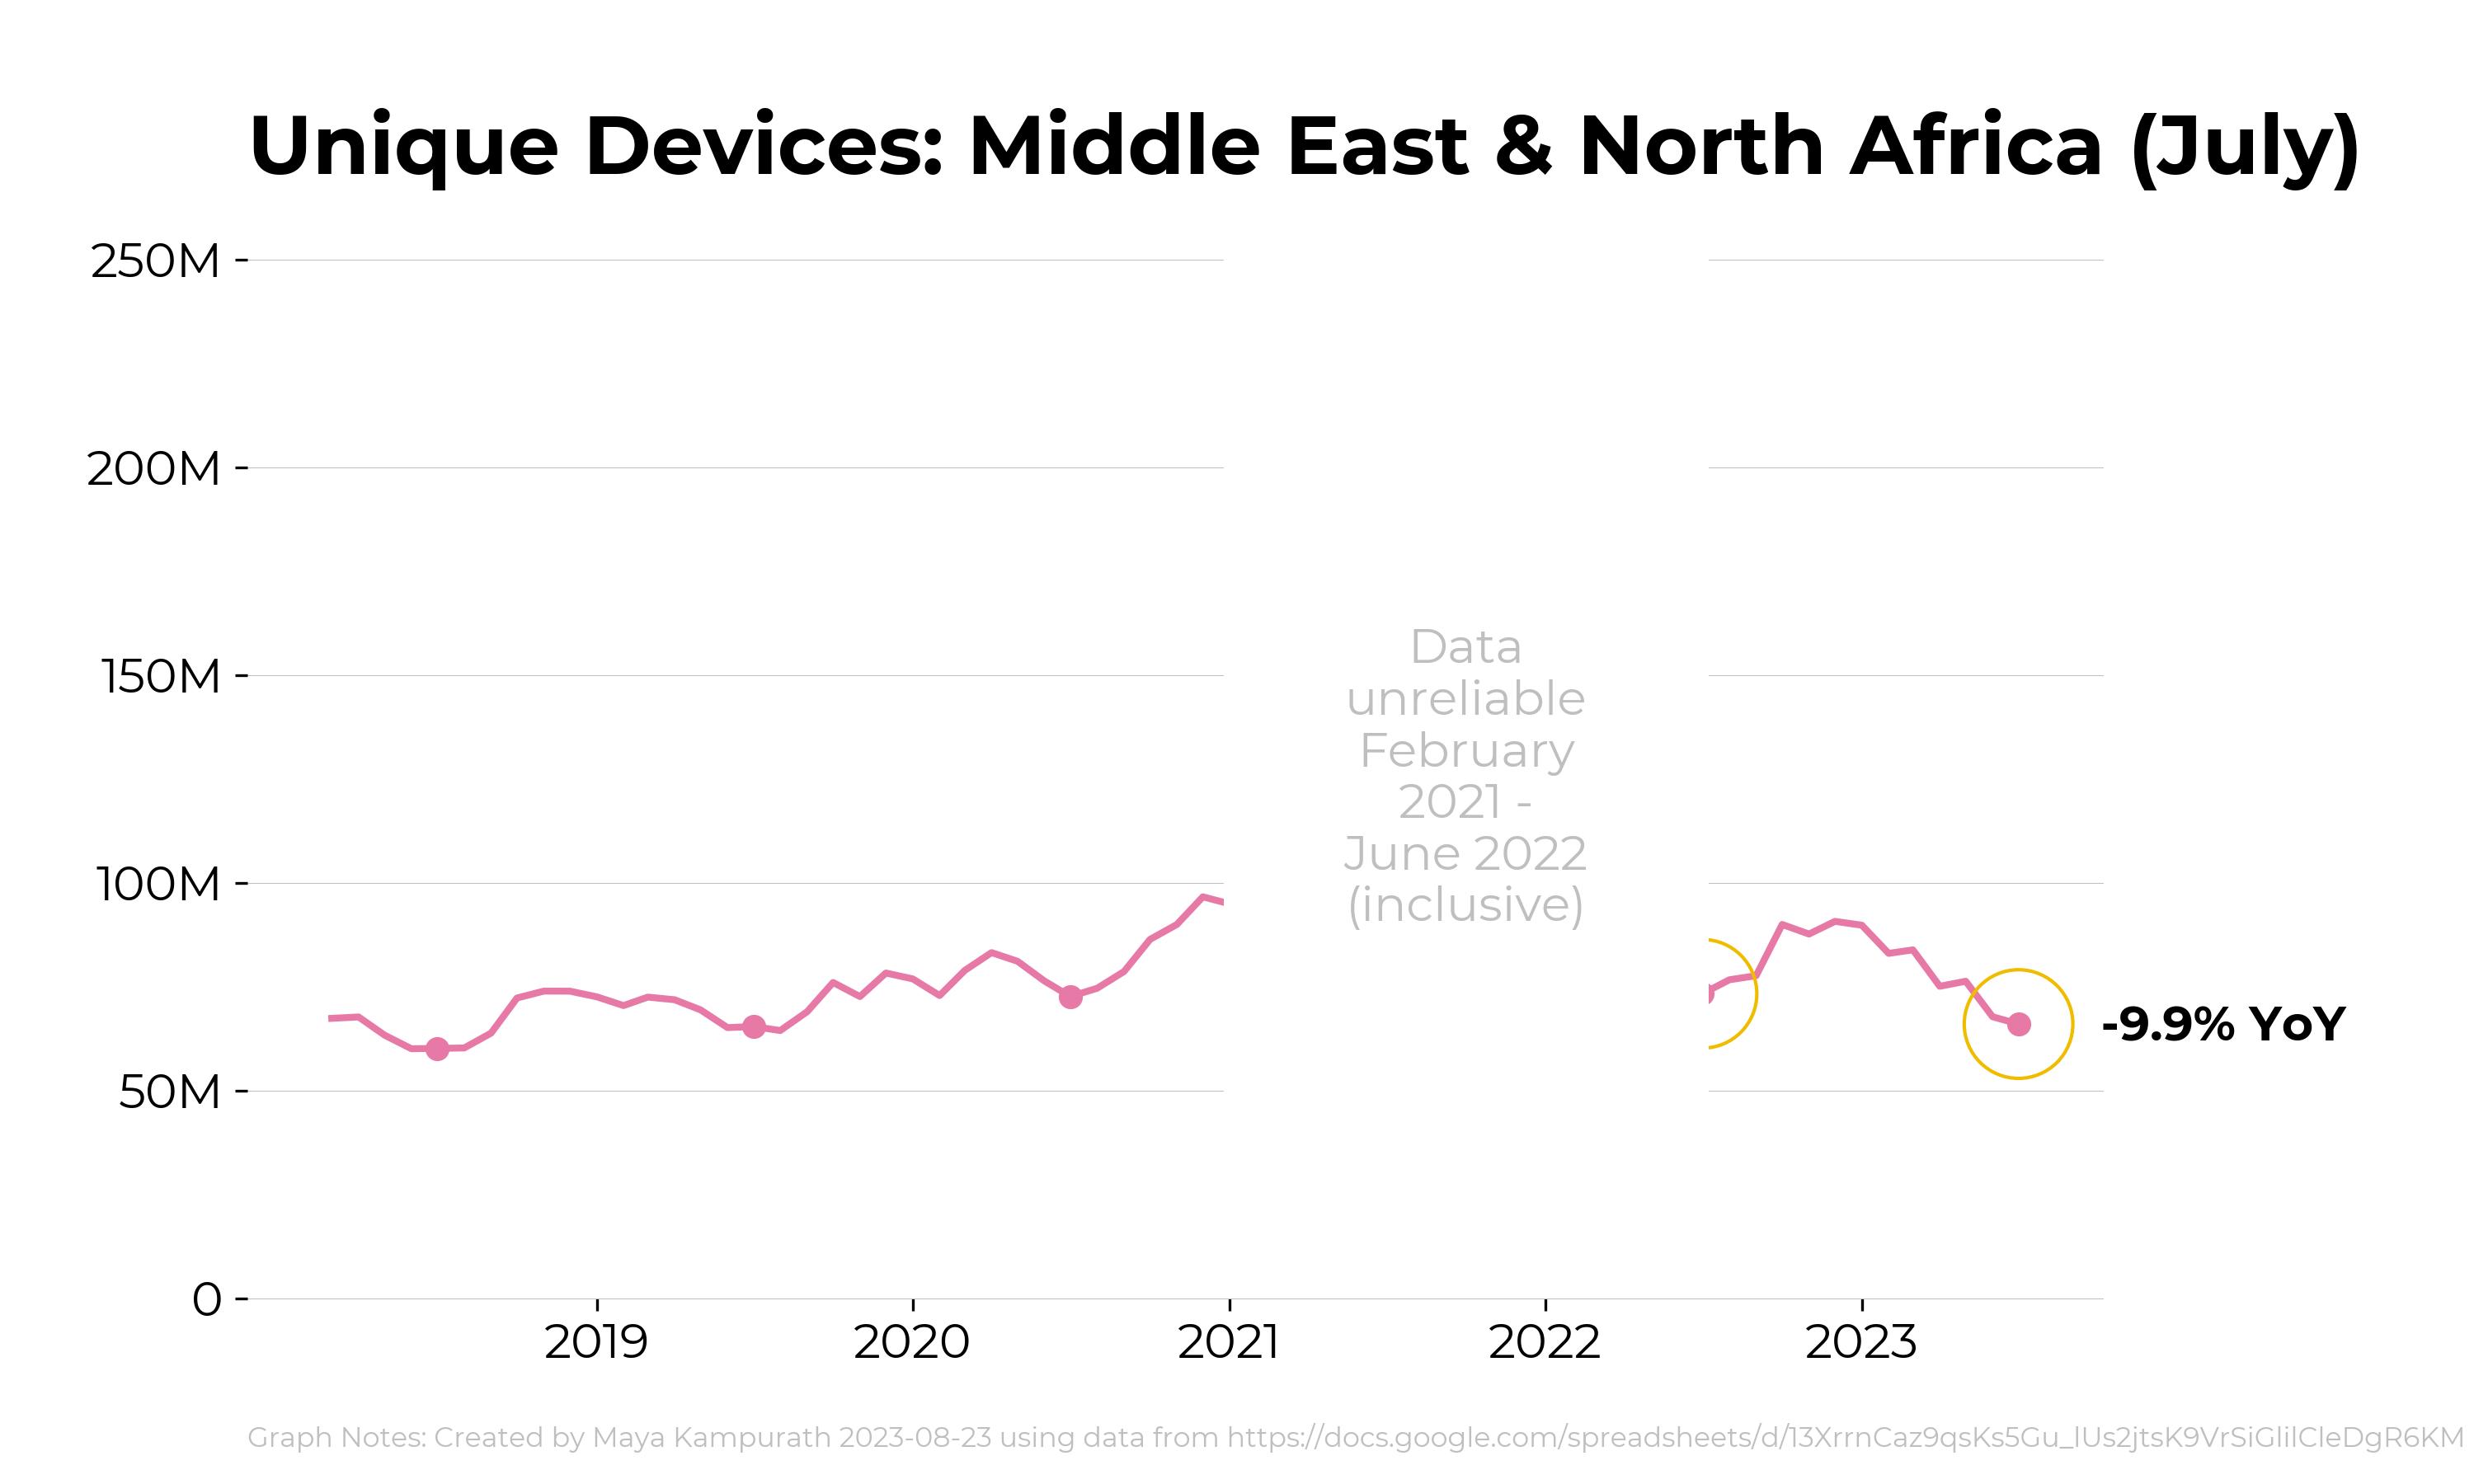 Unique Devices: Middle East & North Africa (July)
250M
200M
150M
100M
50M
0
Data
unreliable
February
2021 -
June 2022
(inclusive)
-9.9% YoY
2019
2020
2021
2022
2023
Graph Notes: Created by Maya Kampurath 2023-08-23 using data from https://docs.google.com/spreadsheets/d/13XrrnCaz9qsKs5Gu_lUs2jtsK9VrSiGlilCleDgR6KM